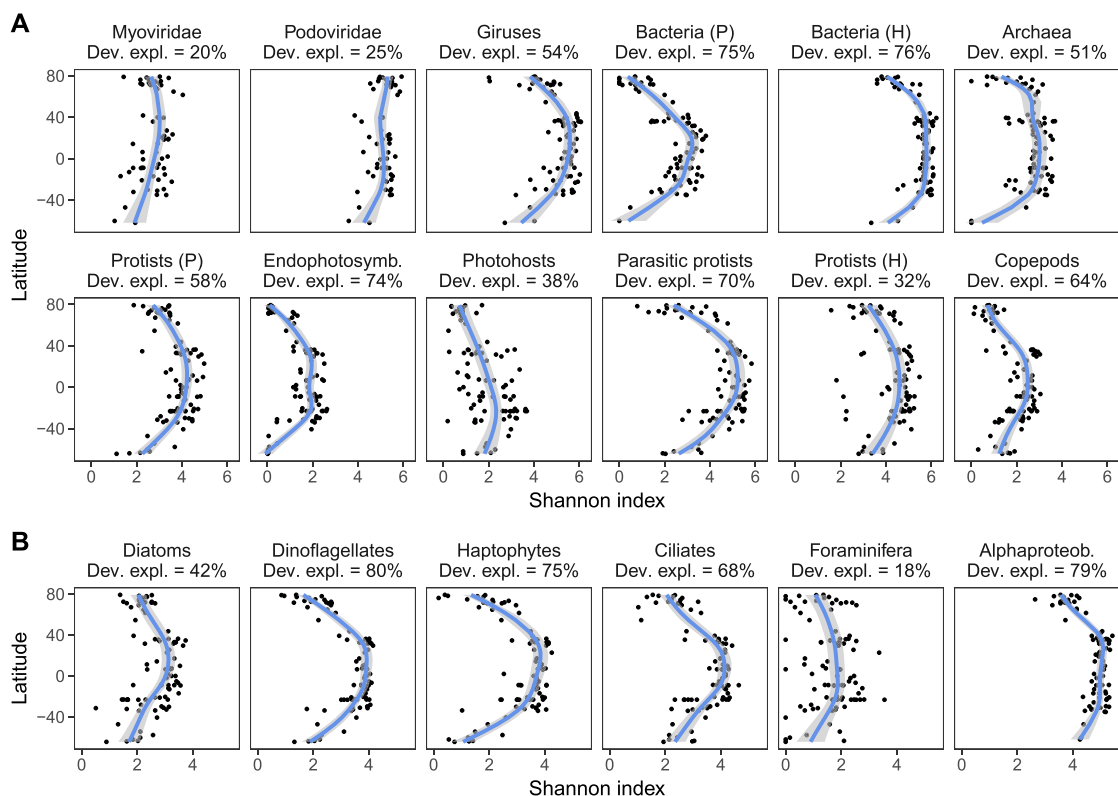 A
Myoviridae Podoviridae Giruses Bacteria (P) Bacteria (H) Archaea
Dev. expl. = 20% Dev. expl. = 25% Dev. expl. = 54% Dev. expl. = 75% Dev. expl. = 76% Dev. expl. = 51%
80
40
0
−40
Latitude
Protists (P) Endophotosymb. Photohosts Parasitic protists Protists (H) Copepods
Dev. expl. = 58% Dev. expl. = 74% Dev. expl. = 38% Dev. expl. = 70% Dev. expl. = 32% Dev. expl. = 64%
80
40
0
−40
0 2 4 6 0 2 4 6 0 2 4 6 0 2 4 6 0 2 4 6 0 2 4 6
Shannon index
B
Diatoms Dinoflagellates Haptophytes Ciliates Foraminifera Alphaproteob.
Dev. expl. = 42% Dev. expl. = 80% Dev. expl. = 75% Dev. expl. = 68% Dev. expl. = 18% Dev. expl. = 79%
80
40
0
−40
Latitude
0 2 4 0 2 4 0 2 4 0 2 4 0 2 4 0 2 4
Shannon index